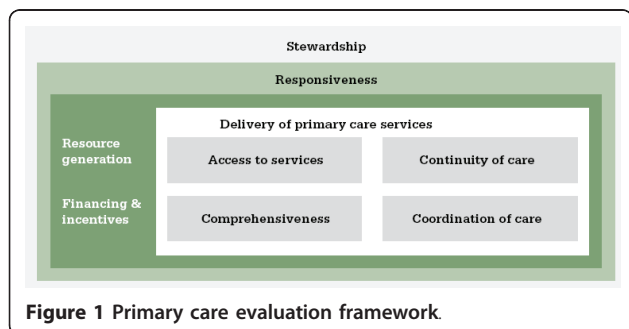 Stewardship
Responsiveness
Resource
generation
Financing &
incentives
Delivery of primary care services
Access to services
Continuity of care
Comprehensiveness
Coordination of care
Figure 1 Primary care evaluation framework.